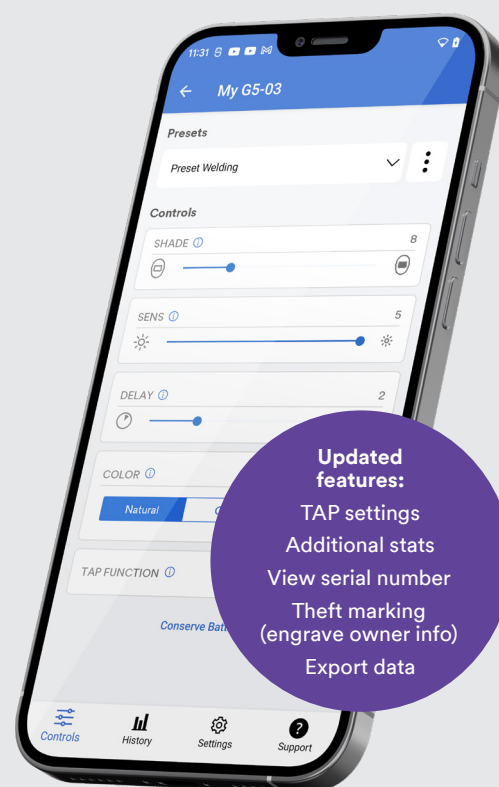 11:31
My G5-03
Presets
Preset Welding
Controls
SHADE
8
SENS
5
DELAY
2
COLOR
Natural
TAP FUNCTION
Conserve
Controls
History
Settings
Support
Updated
features:
TAP settings
Additional stats
View serial number
Theft marking
(engrave owner info)
Export data